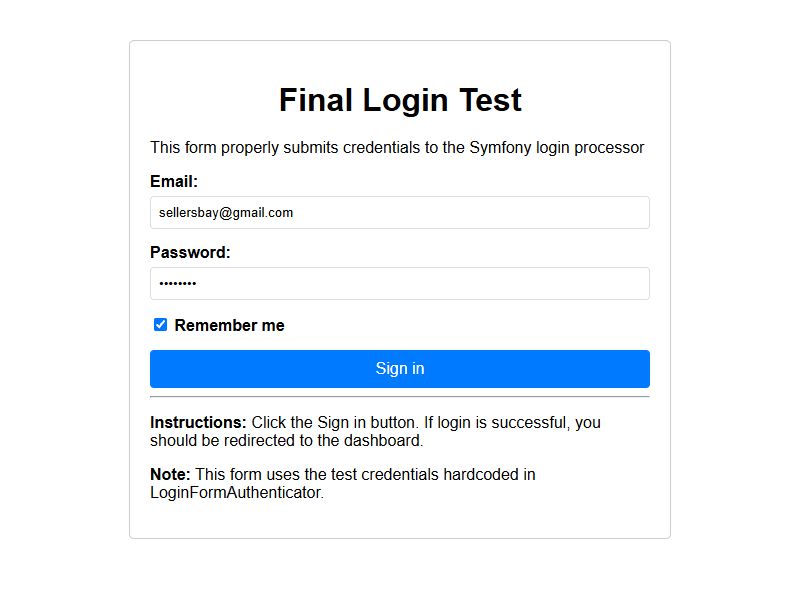 Final Login Test
This form properly submits credentials to the Symfony login processor
Email:
sellersbay@gmail.com
Password:
••••••••
Remember me
Sign in
Instructions: Click the Sign in button. If login is successful, you
should be redirected to the dashboard.
Note: This form uses the test credentials hardcoded in
LoginFormAuthenticator.